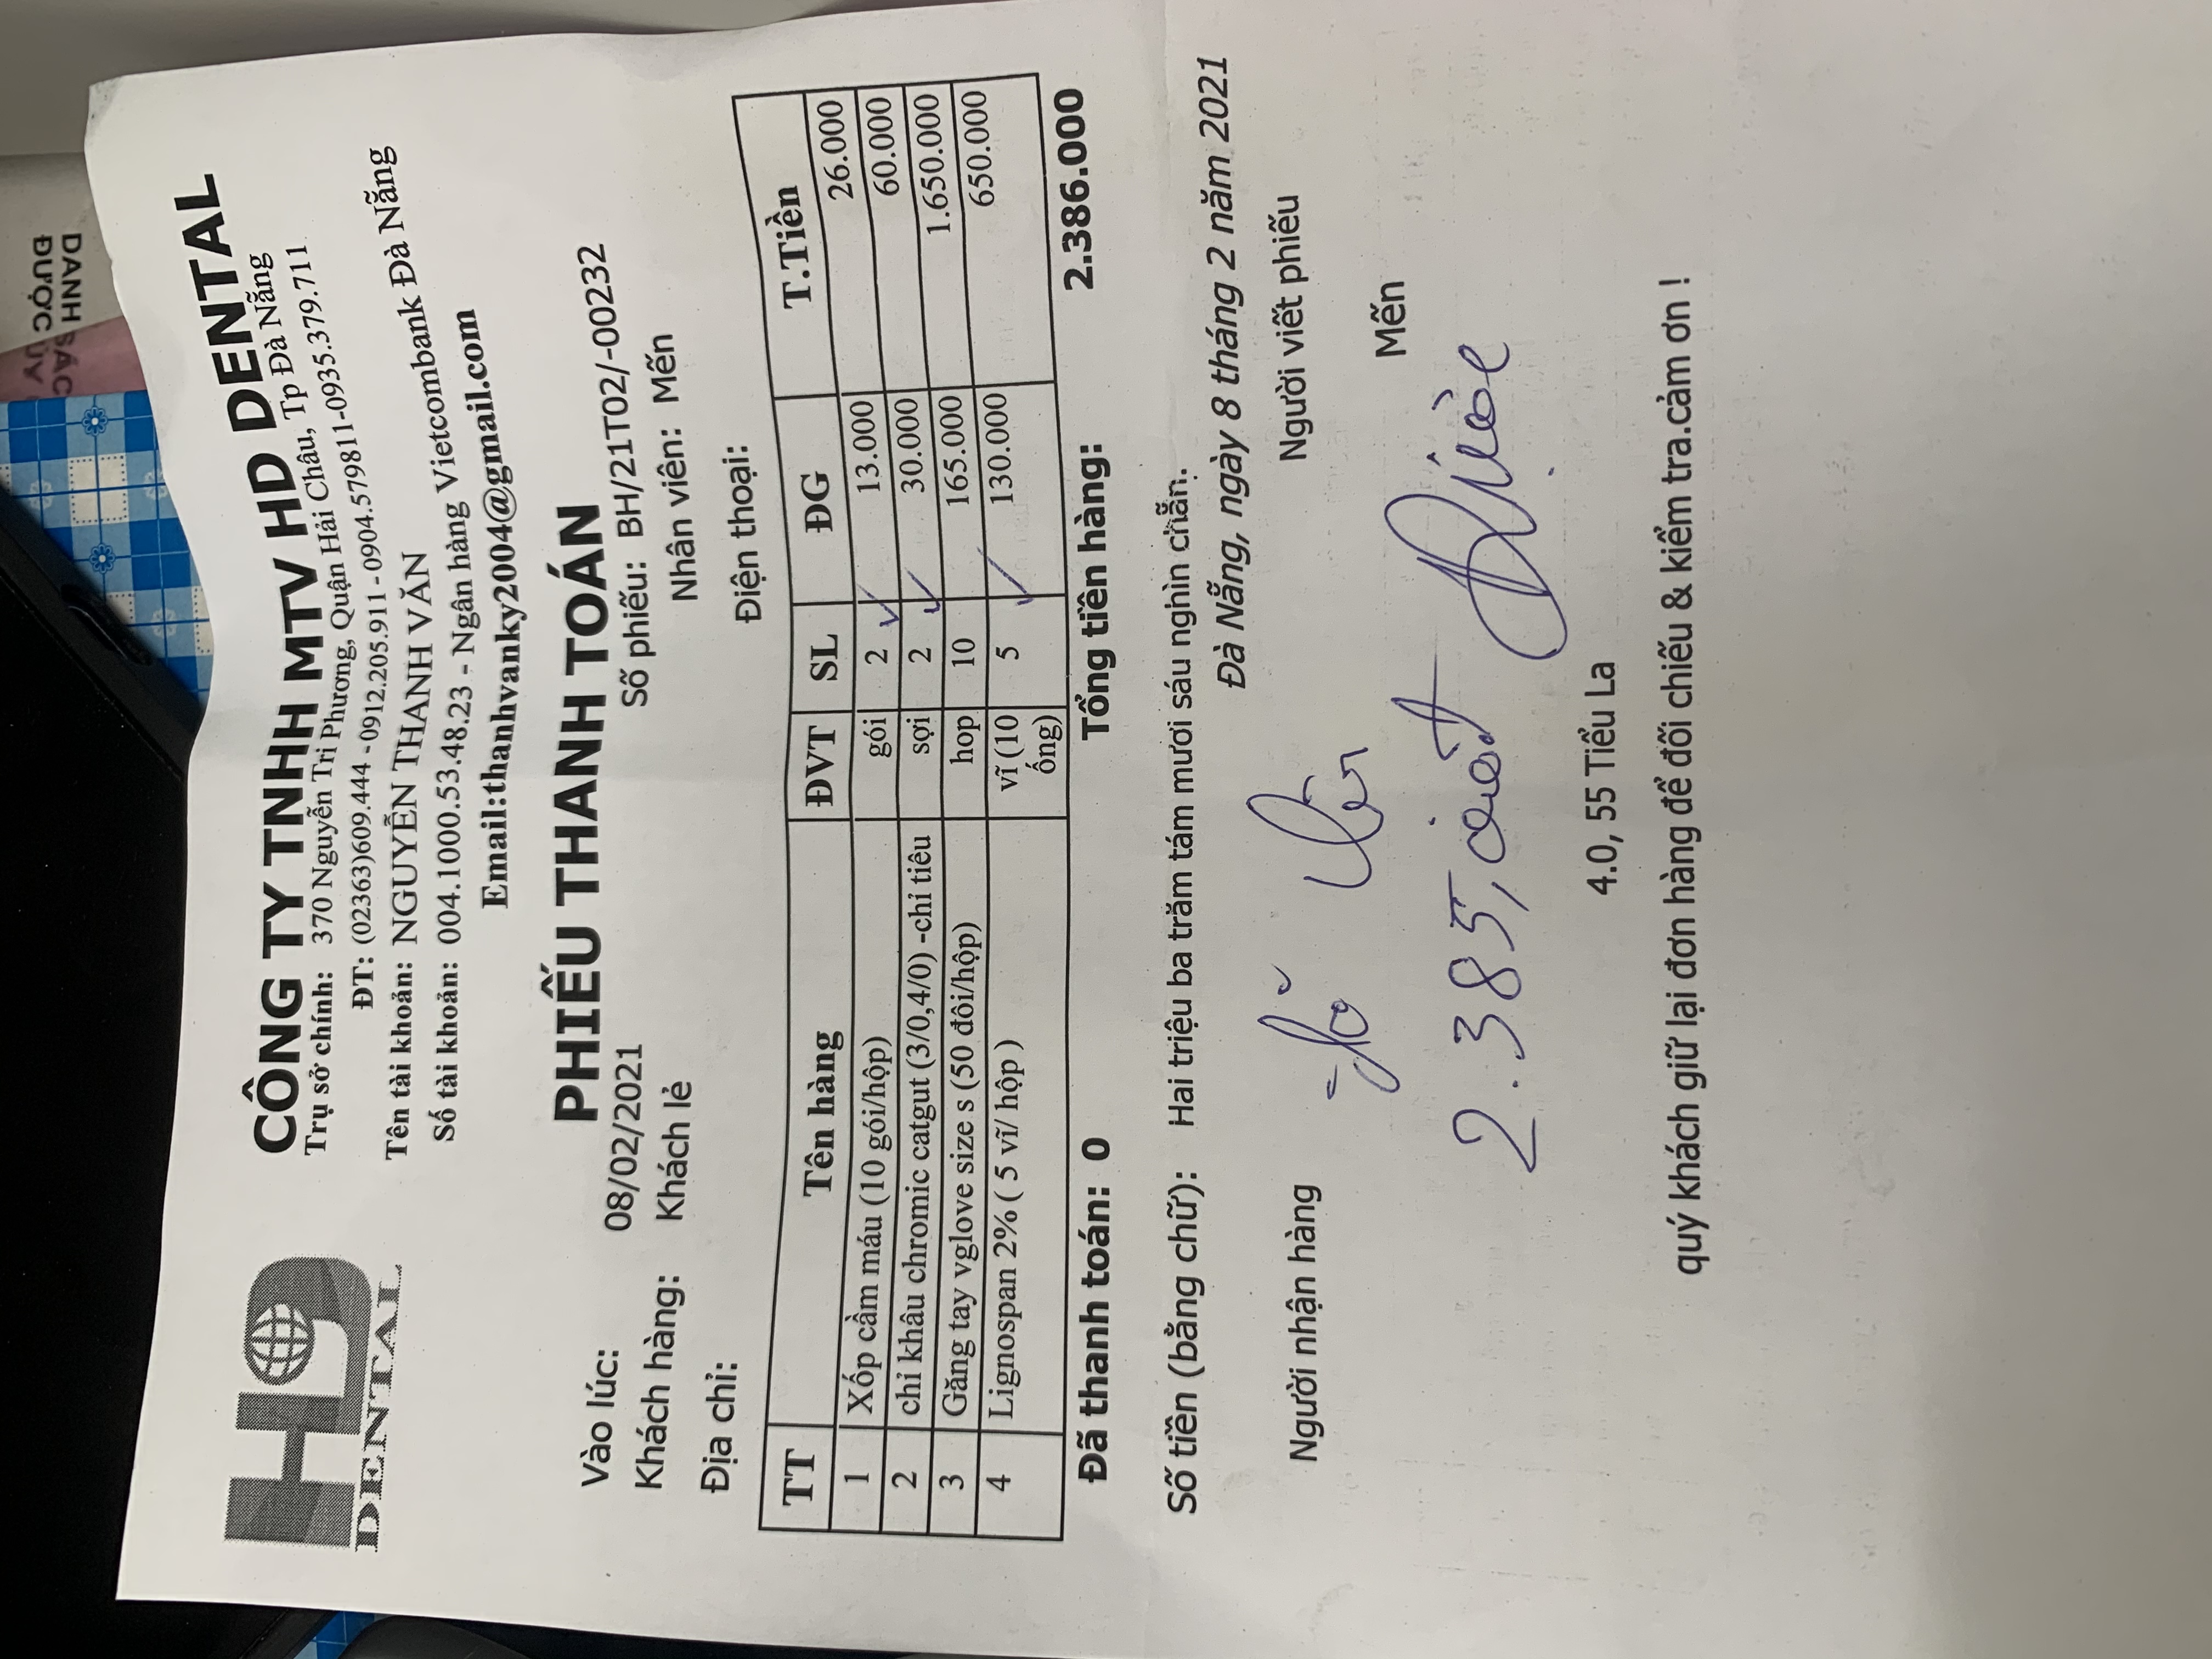 ĐƯỢC
DANH
HD
DENTAL
CÔNG TY TNHH MTV HD DENTAL
Trụ sở chính: 370 Nguyễn Tri Phương, Quận Hải Châu, Tp Đà Nẵng
ĐT: (02363)609.444 - 0912.205.911 - 0904.579811-0935.379.711
Tên tài khoản: NGUYỄN THANH VĂN
Số tài khoản: 004.1000.53.48.23 - Ngân hàng Vietcombank Đà Nẵng
Email:thanhvanky2004@gmail.com
PHIẾU THANH TOÁN
Vào lúc: 08/02/2021 Số phiếu: BH/21T02/-00232
Khách hàng: Khách lẻ Nhân viên: Mến
Địa chỉ: Điện thoại:
TT Tên hàng ĐVT SL ĐG T.Tiền
1 Xốp cầm máu (10 gói/hộp) gói 2 13.000 26.000
2 chỉ khâu chromic catgut (3/0,4/0) -chỉ tiêu sợi 2 30.000 60.000
3 Găng tay vglove size s (50 đôi/hộp) hop 10 165.000 1.650.000
4 Lignospan 2% ( 5 vĩ/ hộp ) vĩ (10 ống) 5 130.000 650.000
Đã thanh toán: 0 Tổng tiền hàng: 2.386.000
Số tiền (bằng chữ): Hai triệu ba trăm tám mươi sáu nghìn chẵn.
Đà Nẵng, ngày 8 tháng 2 năm 2021
Người nhận hàng Người viết phiếu
Mến
2.385,
4.0, 55 Tiểu La
quý khách giữ lại đơn hàng để đối chiếu & kiểm tra.cảm ơn !